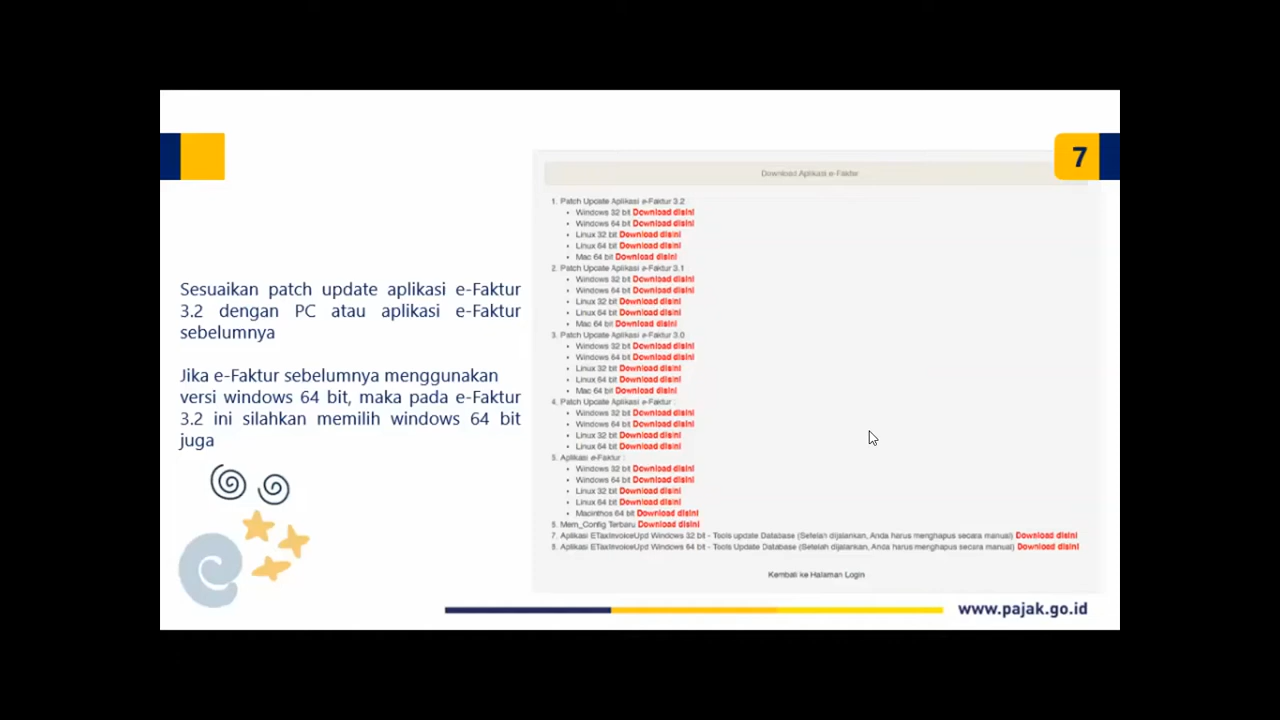 7
Sesuaikan patch update aplikasi e-Faktur
3.2 dengan PC atau aplikasi e-Faktur
sebelumnya
Jika e-Faktur sebelumnya menggunakan
versi windows 64 bit, maka pada e-Faktur
3.2 ini silahkan memilih windows 64 bit
juga
Download Aplikasi e-Faktur
1. Patch Update Aplikasi e-Faktur 3.2
• Windows 32 bit Download disini
• Windows 64 bit Download disini
• Linux 32 bit Download disini
• Linux 64 bit Download disini
• Mac 64 bit Download disini
2. Patch Update Aplikasi e-Faktur 3.1
• Windows 32 bit Download disini
• Windows 64 bit Download disini
• Linux 32 bit Download disini
• Linux 64 bit Download disini
• Mac 64 bit Download disini
3. Patch Update Aplikasi e-Faktur 3.0
• Windows 32 bit Download disini
• Windows 64 bit Download disini
• Linux 32 bit Download disini
• Linux 64 bit Download disini
• Mac 64 bit Download disini
4. Patch Update Aplikasi e-Faktur :
• Windows 32 bit Download disini
• Windows 64 bit Download disini
• Linux 32 bit Download disini
• Linux 64 bit Download disini
5. Aplikasi e-Faktur :
• Windows 32 bit Download disini
• Windows 64 bit Download disini
• Linux 32 bit Download disini
• Linux 64 bit Download disini
• Macinthos 64 bit Download disini
6. Mem_Config Terbaru Download disini
7. Aplikasi ETaxInvoiceUpd Windows 32 bit - Tools update Database (Setelah dijalankan, Anda harus menghapus secara manual) Download disini
8. Aplikasi ETaxInvoiceUpd Windows 64 bit - Tools Update Database (Setelah dijalankan, Anda harus menghapus secara manual) Download disini
Kembali ke Halaman Login
www.pajak.go.id